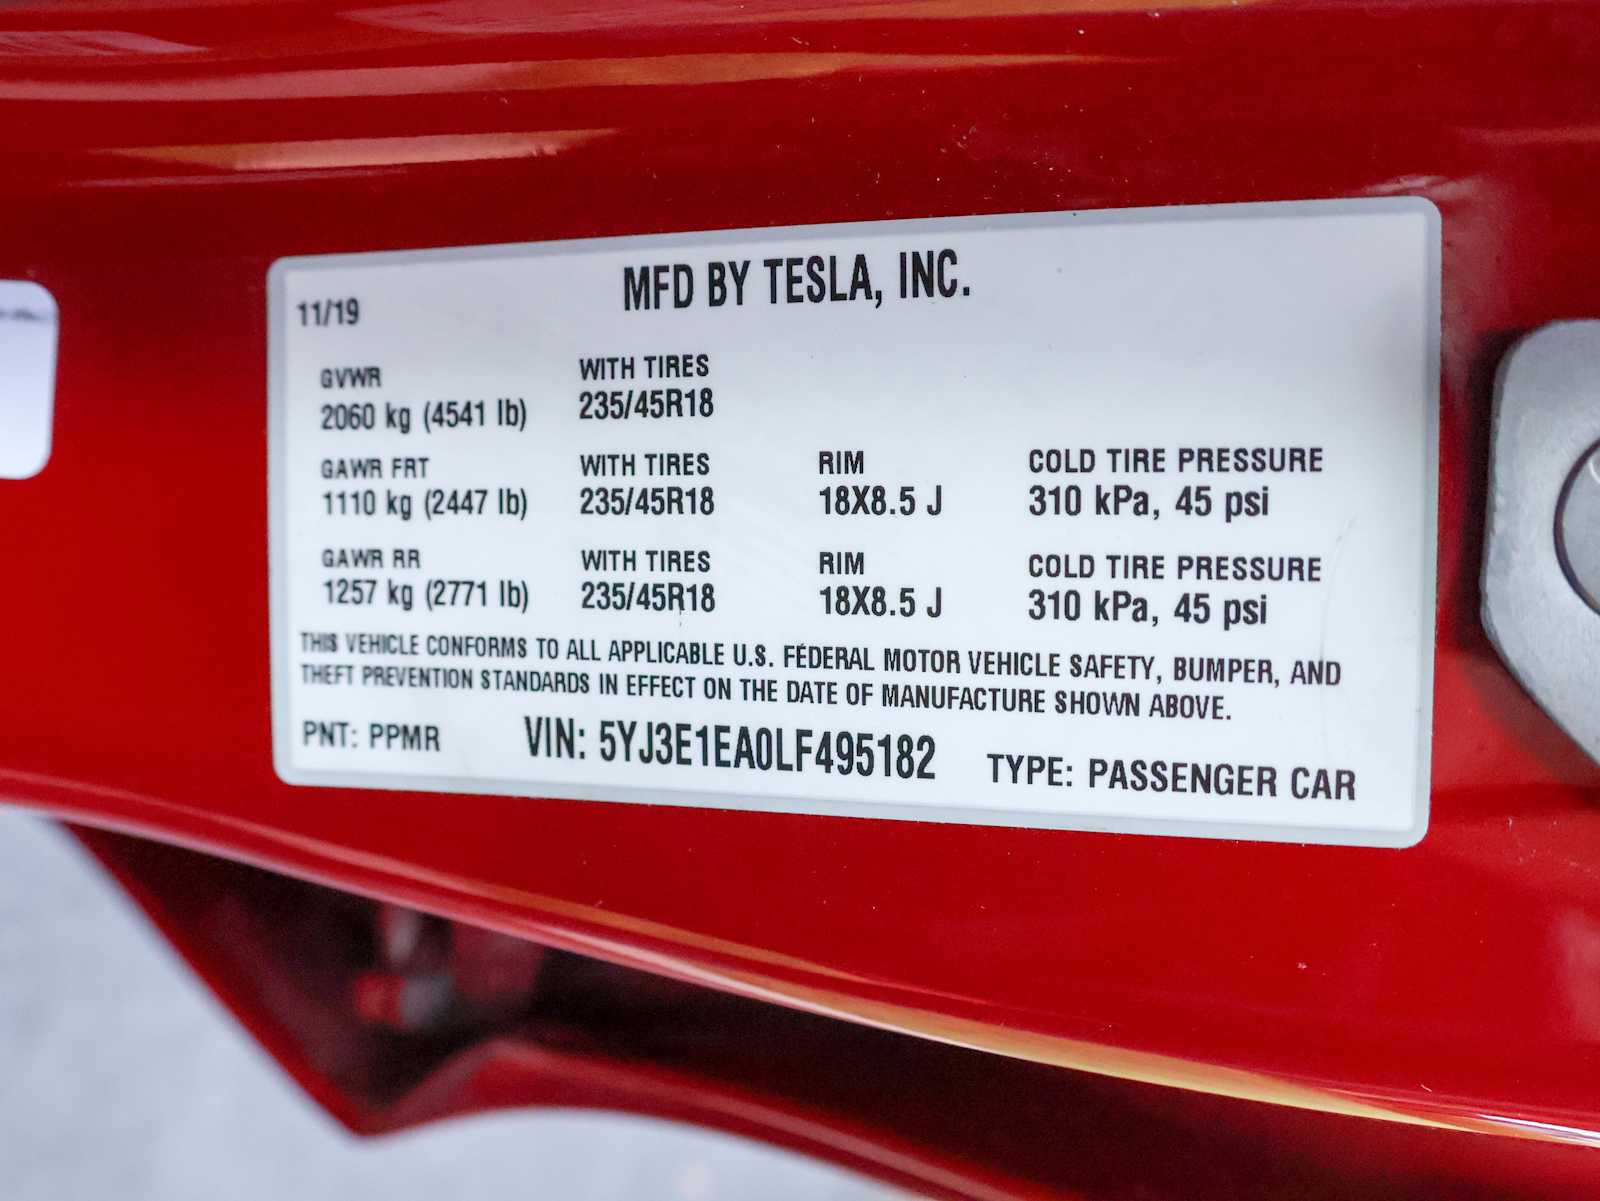 MFD BY TESLA, INC.
11/19
GVWR WITH TIRES
2060 kg (4541 lb) 235/45R18
GAWR FRT WITH TIRES RIM COLD TIRE PRESSURE
1110 kg (2447 lb) 235/45R18 18X8.5 J 310 kPa, 45 psi
GAWR RR WITH TIRES RIM COLD TIRE PRESSURE
1257 kg (2771 lb) 235/45R18 18X8.5 J 310 kPa, 45 psi
THIS VEHICLE CONFORMS TO ALL APPLICABLE U.S. FEDERAL MOTOR VEHICLE SAFETY, BUMPER, AND
THEFT PREVENTION STANDARDS IN EFFECT ON THE DATE OF MANUFACTURE SHOWN ABOVE.
PNT: PPMR VIN: 5YJ3E1EA0LF495182 TYPE: PASSENGER CAR